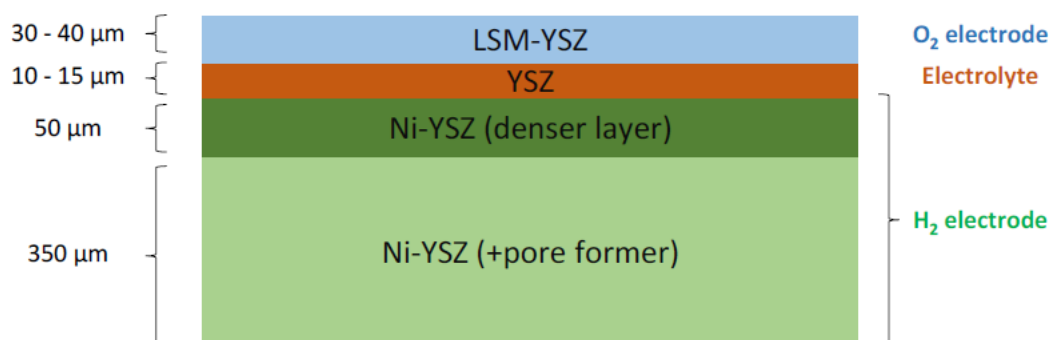 30 - 40 µm
LSM-YSZ
O₂ electrode
10 - 15 µm
YSZ
Electrolyte
50 µm
Ni-YSZ (denser layer)
H₂ electrode
350 µm
Ni-YSZ (+pore former)